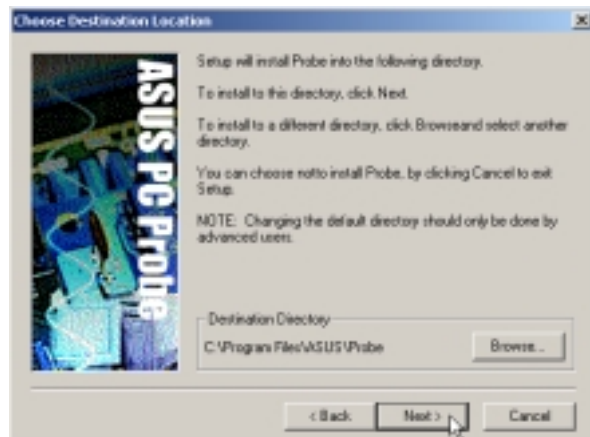 Choose Destination Location
ASUS PC Probe
Setup will install Probe into the following directory.
To install to this directory, click Next.
To install to a different directory, click Browseand select another
directory.
You can choose notto install Probe, by clicking Cancel to exit
Setup.
NOTE: Changing the default directory should only be done by
advanced users.
Destination Directory
C:\Program Files\ASUS\Probe
Browse...
< Back
Next >
Cancel